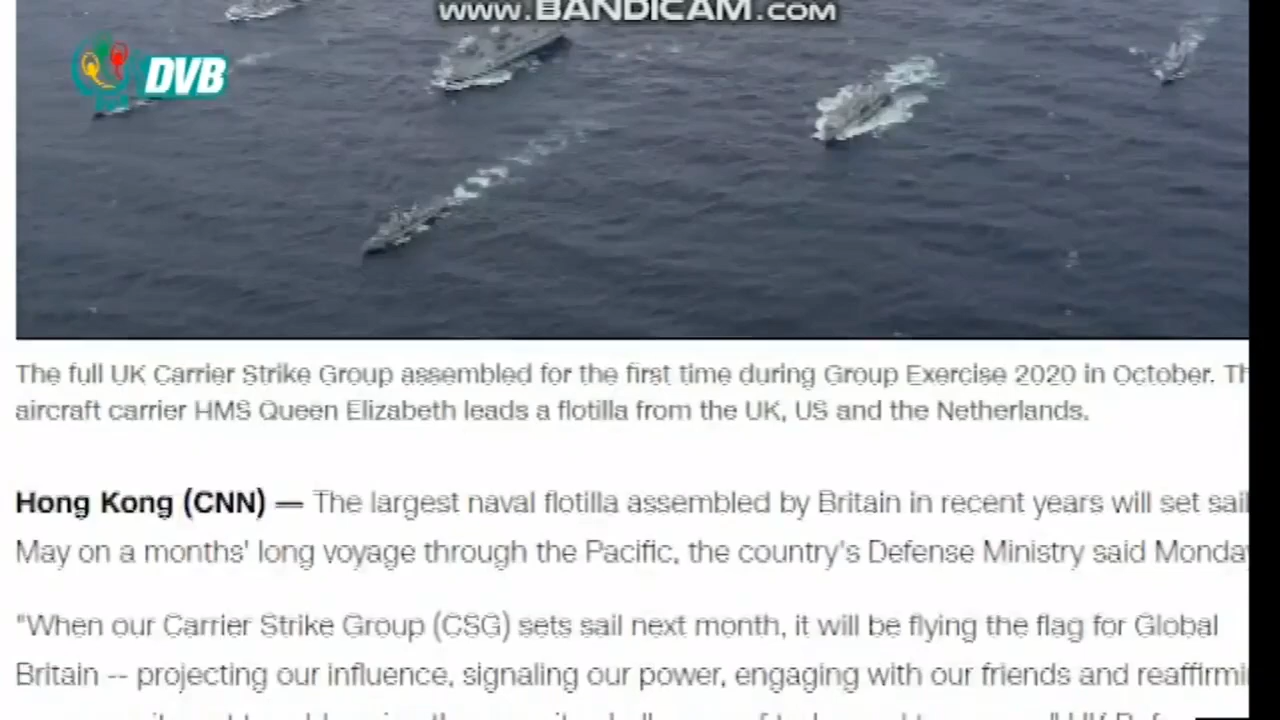 WWW.BANDICAM.COM
DVB
The full UK Carrier Strike Group assembled for the first time during Group Exercise 2020 in October. Th
aircraft carrier HMS Queen Elizabeth leads a flotilla from the UK, US and the Netherlands.
Hong Kong (CNN) — The largest naval flotilla assembled by Britain in recent years will set sail
May on a months' long voyage through the Pacific, the country's Defense Ministry said Monday
"When our Carrier Strike Group (CSG) sets sail next month, it will be flying the flag for Global
Britain -- projecting our influence, signaling our power, engaging with our friends and reaffirmi